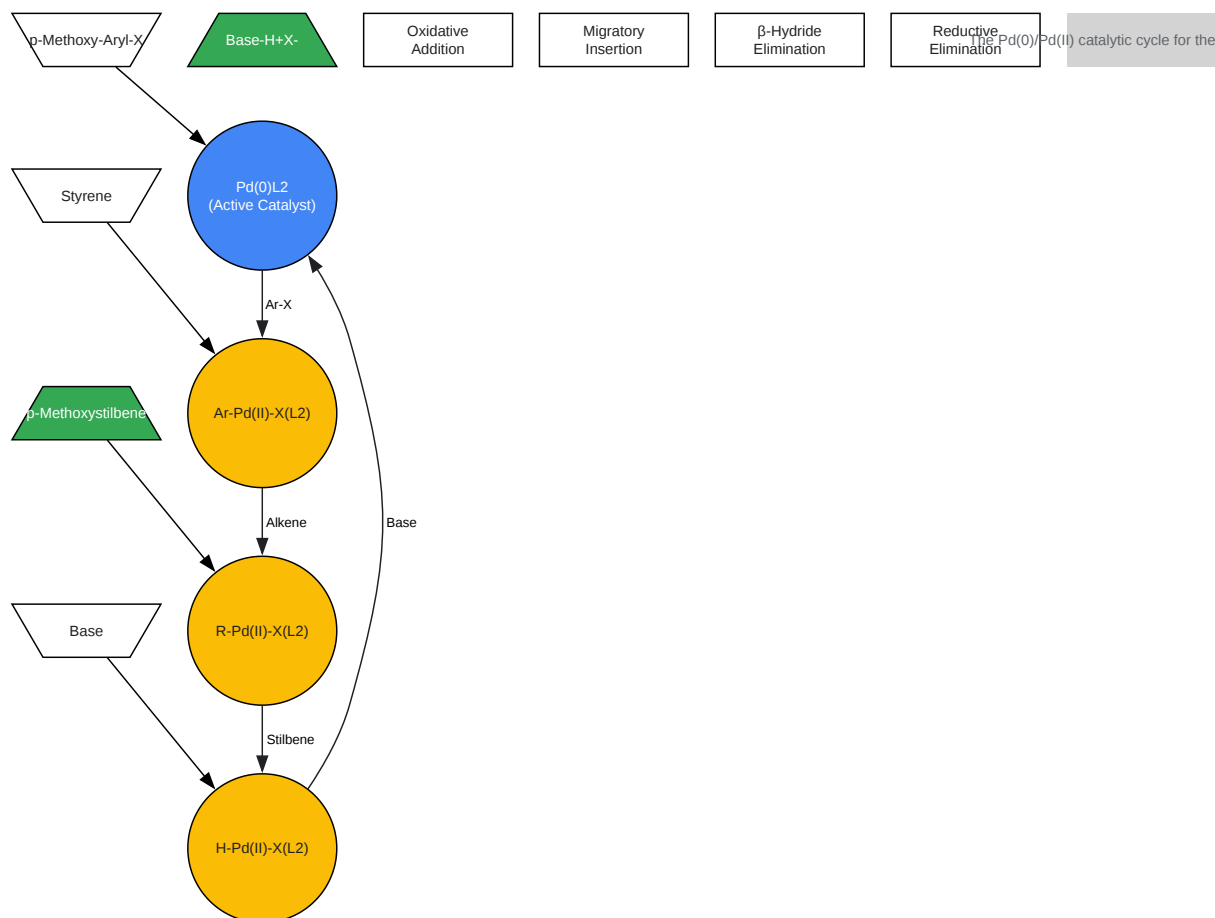 p-Methoxy-Aryl-X
Base-H+X-
Oxidative
Addition
Migratory
Insertion
β-Hydride
Elimination
Reductive
Elimination
The Pd(0)/Pd(II) catalytic cycle for the
Styrene
Pd(0)L2
(Active Catalyst)
Ar-X
p-Methoxystilbene
Ar-Pd(II)-X(L2)
Alkene
Base
Base
R-Pd(II)-X(L2)
Stilbene
H-Pd(II)-X(L2)